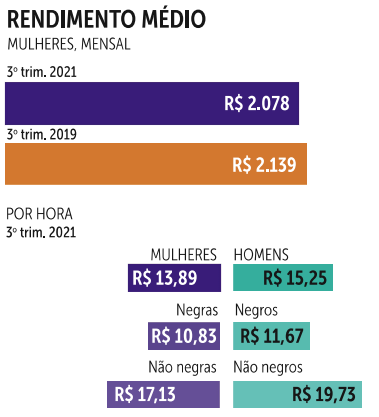 RENDIMENTO MÉDIO
MULHERES, MENSAL
3º trim. 2021
R$ 2.078
3º trim. 2019
R$ 2.139
POR HORA
3º trim. 2021
MULHERES HOMENS
R$ 13,89 R$ 15,25
Negras Negros
R$ 10,83 R$ 11,67
Não negras Não negros
R$ 17,13 R$ 19,73